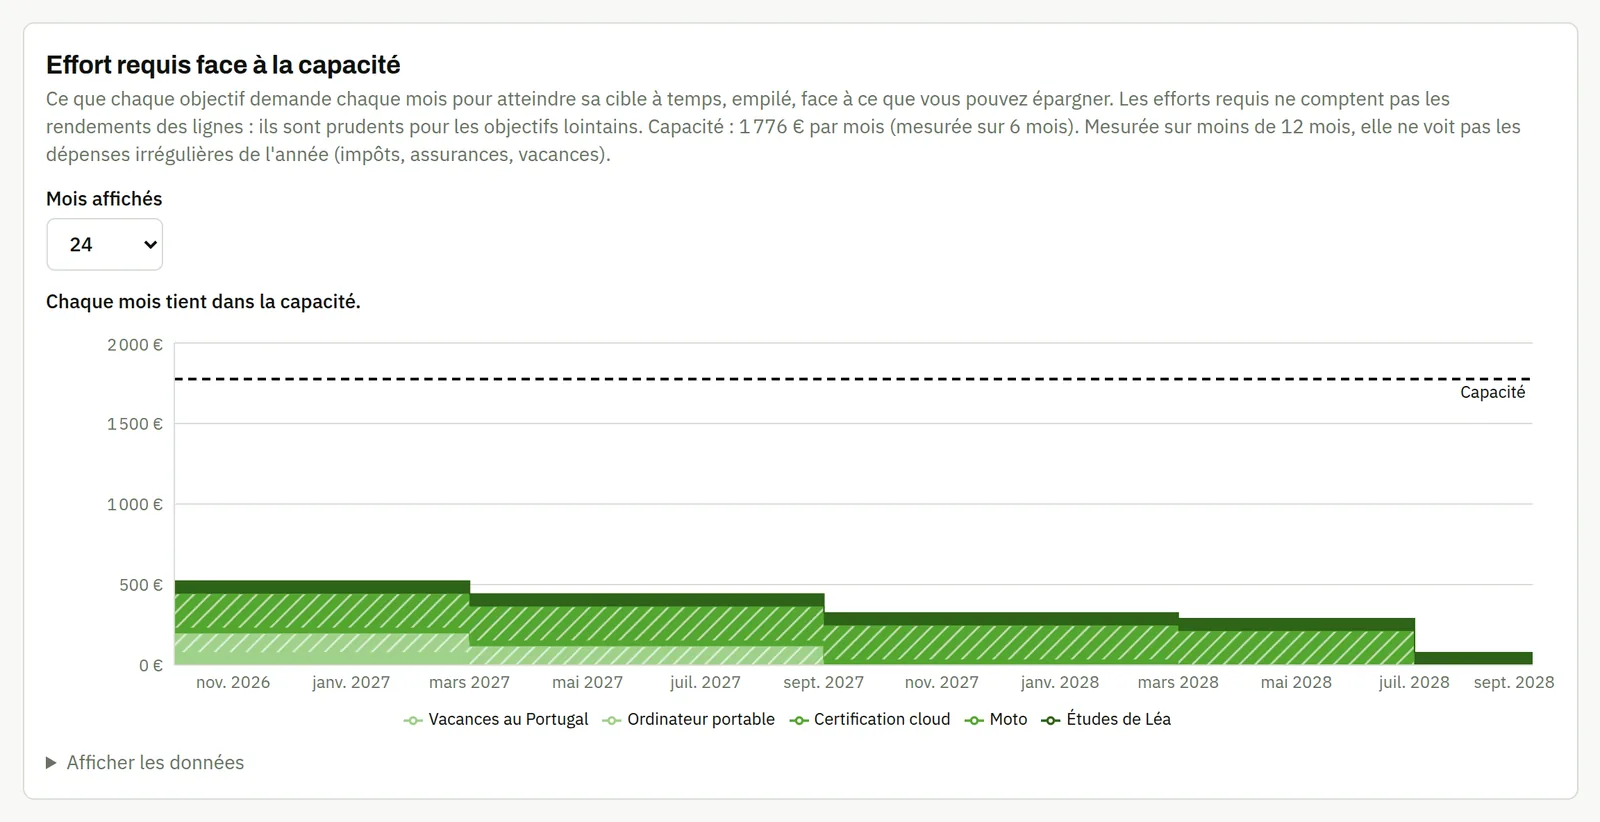 Effort requis face à la capacité
Ce que chaque objectif demande chaque mois pour atteindre sa cible à temps, empilé, face à ce que vous pouvez épargner. Les efforts requis ne comptent pas les
rendements des lignes : ils sont prudents pour les objectifs lointains. Capacité : 1 776 € par mois (mesurée sur 6 mois). Mesurée sur moins de 12 mois, elle ne voit pas les
dépenses irrégulières de l'année (impôts, assurances, vacances).
Mois affichés
24
Chaque mois tient dans la capacité.
2 000 €
Capacité
1 500 €
1 000 €
500 €
0 €
nov. 2026 janv. 2027 mars 2027 mai 2027 juil. 2027 sept. 2027 nov. 2027 janv. 2028 mars 2028 mai 2028 juil. 2028 sept. 2028
Vacances au Portugal Ordinateur portable Certification cloud Moto Études de Léa
Afficher les données